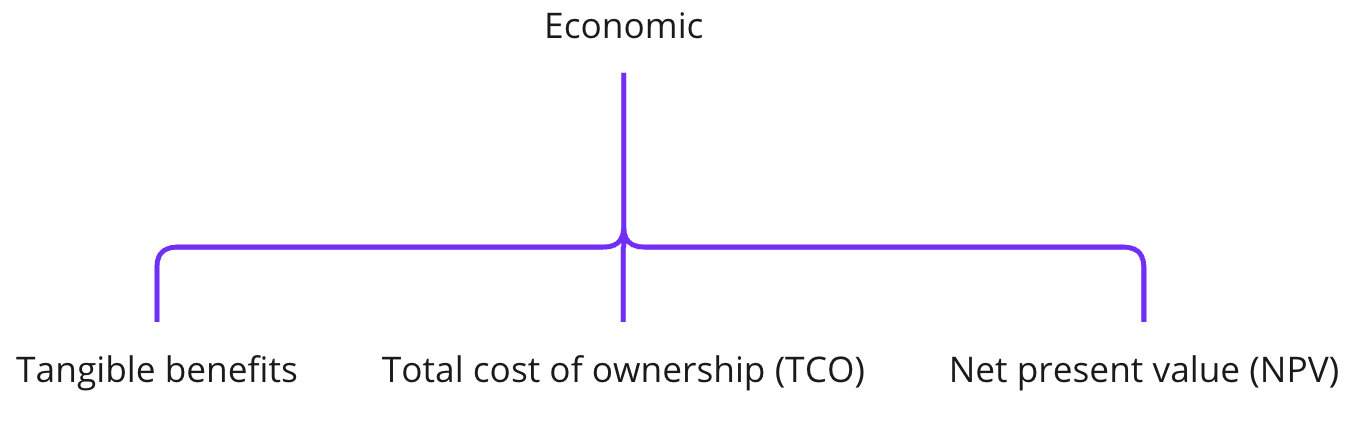 Economic
Tangible benefits
Total cost of ownership (TCO)
Net present value (NPV)